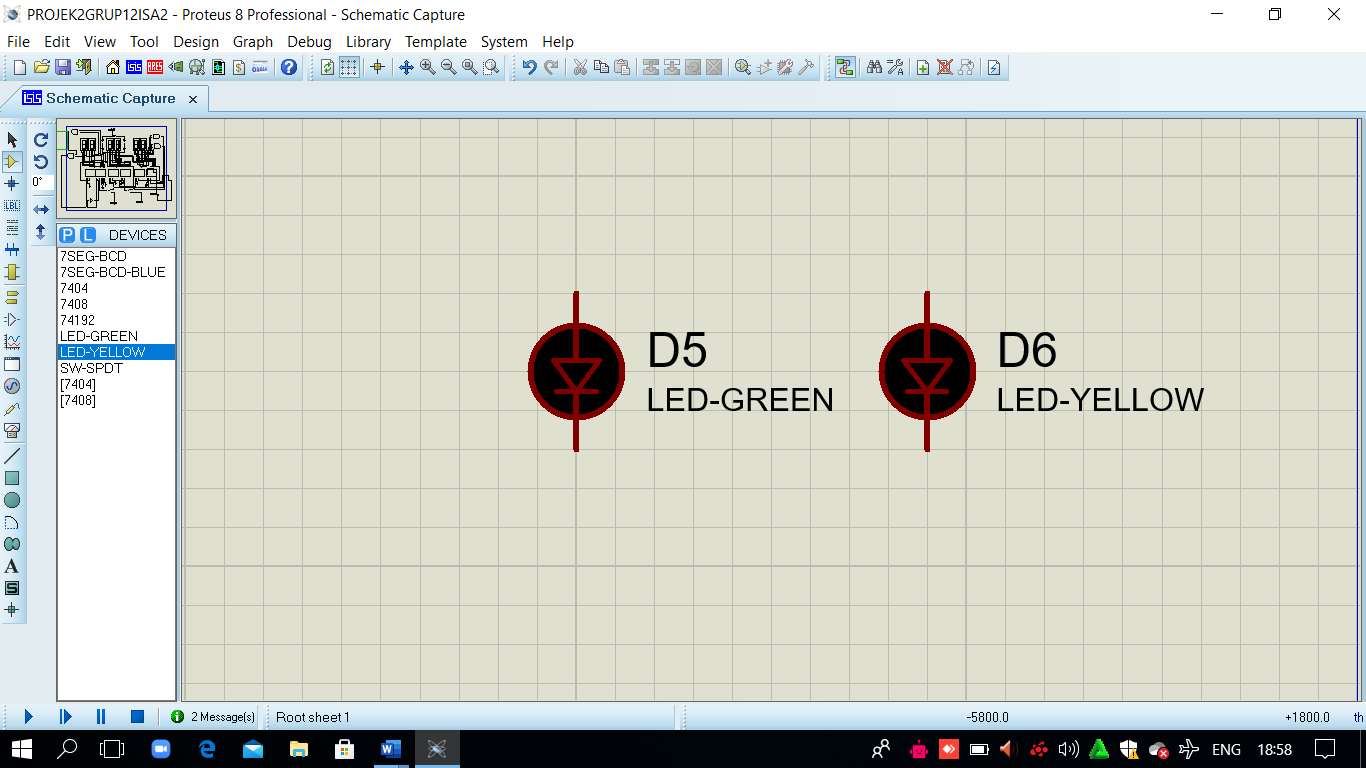 PROJEK2GRUP12ISA2 - Proteus 8 Professional - Schematic Capture
File Edit View Tool Design Graph Debug Library Template System Help
Schematic Capture
0°
LBL
P L DEVICES
7SEG-BCD
7SEG-BCD-BLUE
7404
7408
74192
LED-GREEN
LED-YELLOW
SW-SPDT
[7404]
[7408]
D5
LED-GREEN
D6
LED-YELLOW
A
S
2 Message(s) Root sheet 1 -5800.0 +1800.0 th
ENG 18:58